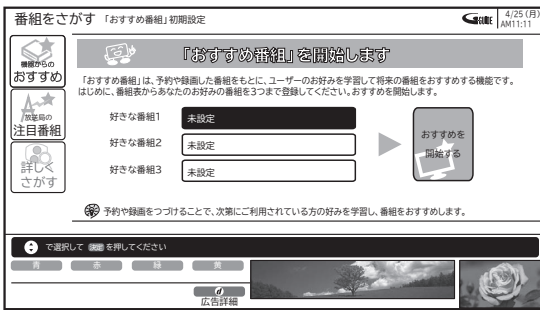 番組をさがす 「おすすめ番組」初期設定
G GUIDE
4/25(月)
AM11:11
機器からの
おすすめ
放送局の
注目番組
詳しく
さがす
「おすすめ番組」を開始します
「おすすめ番組」は、予約や録画した番組をもとに、ユーザーのお好みを学習して将来の番組をおすすめする機能です。
はじめに、番組表からあなたのお好みの番組を3つまで登録してください。おすすめを開始します。
好きな番組1 未設定
好きな番組2 未設定
好きな番組3 未設定
おすすめを
開始する
予約や録画をつづけることで、次第にご利用されている方の好みを学習し、番組をおすすめします。
で選択して 決定 を押してください
青 赤 緑 黄
d
広告詳細